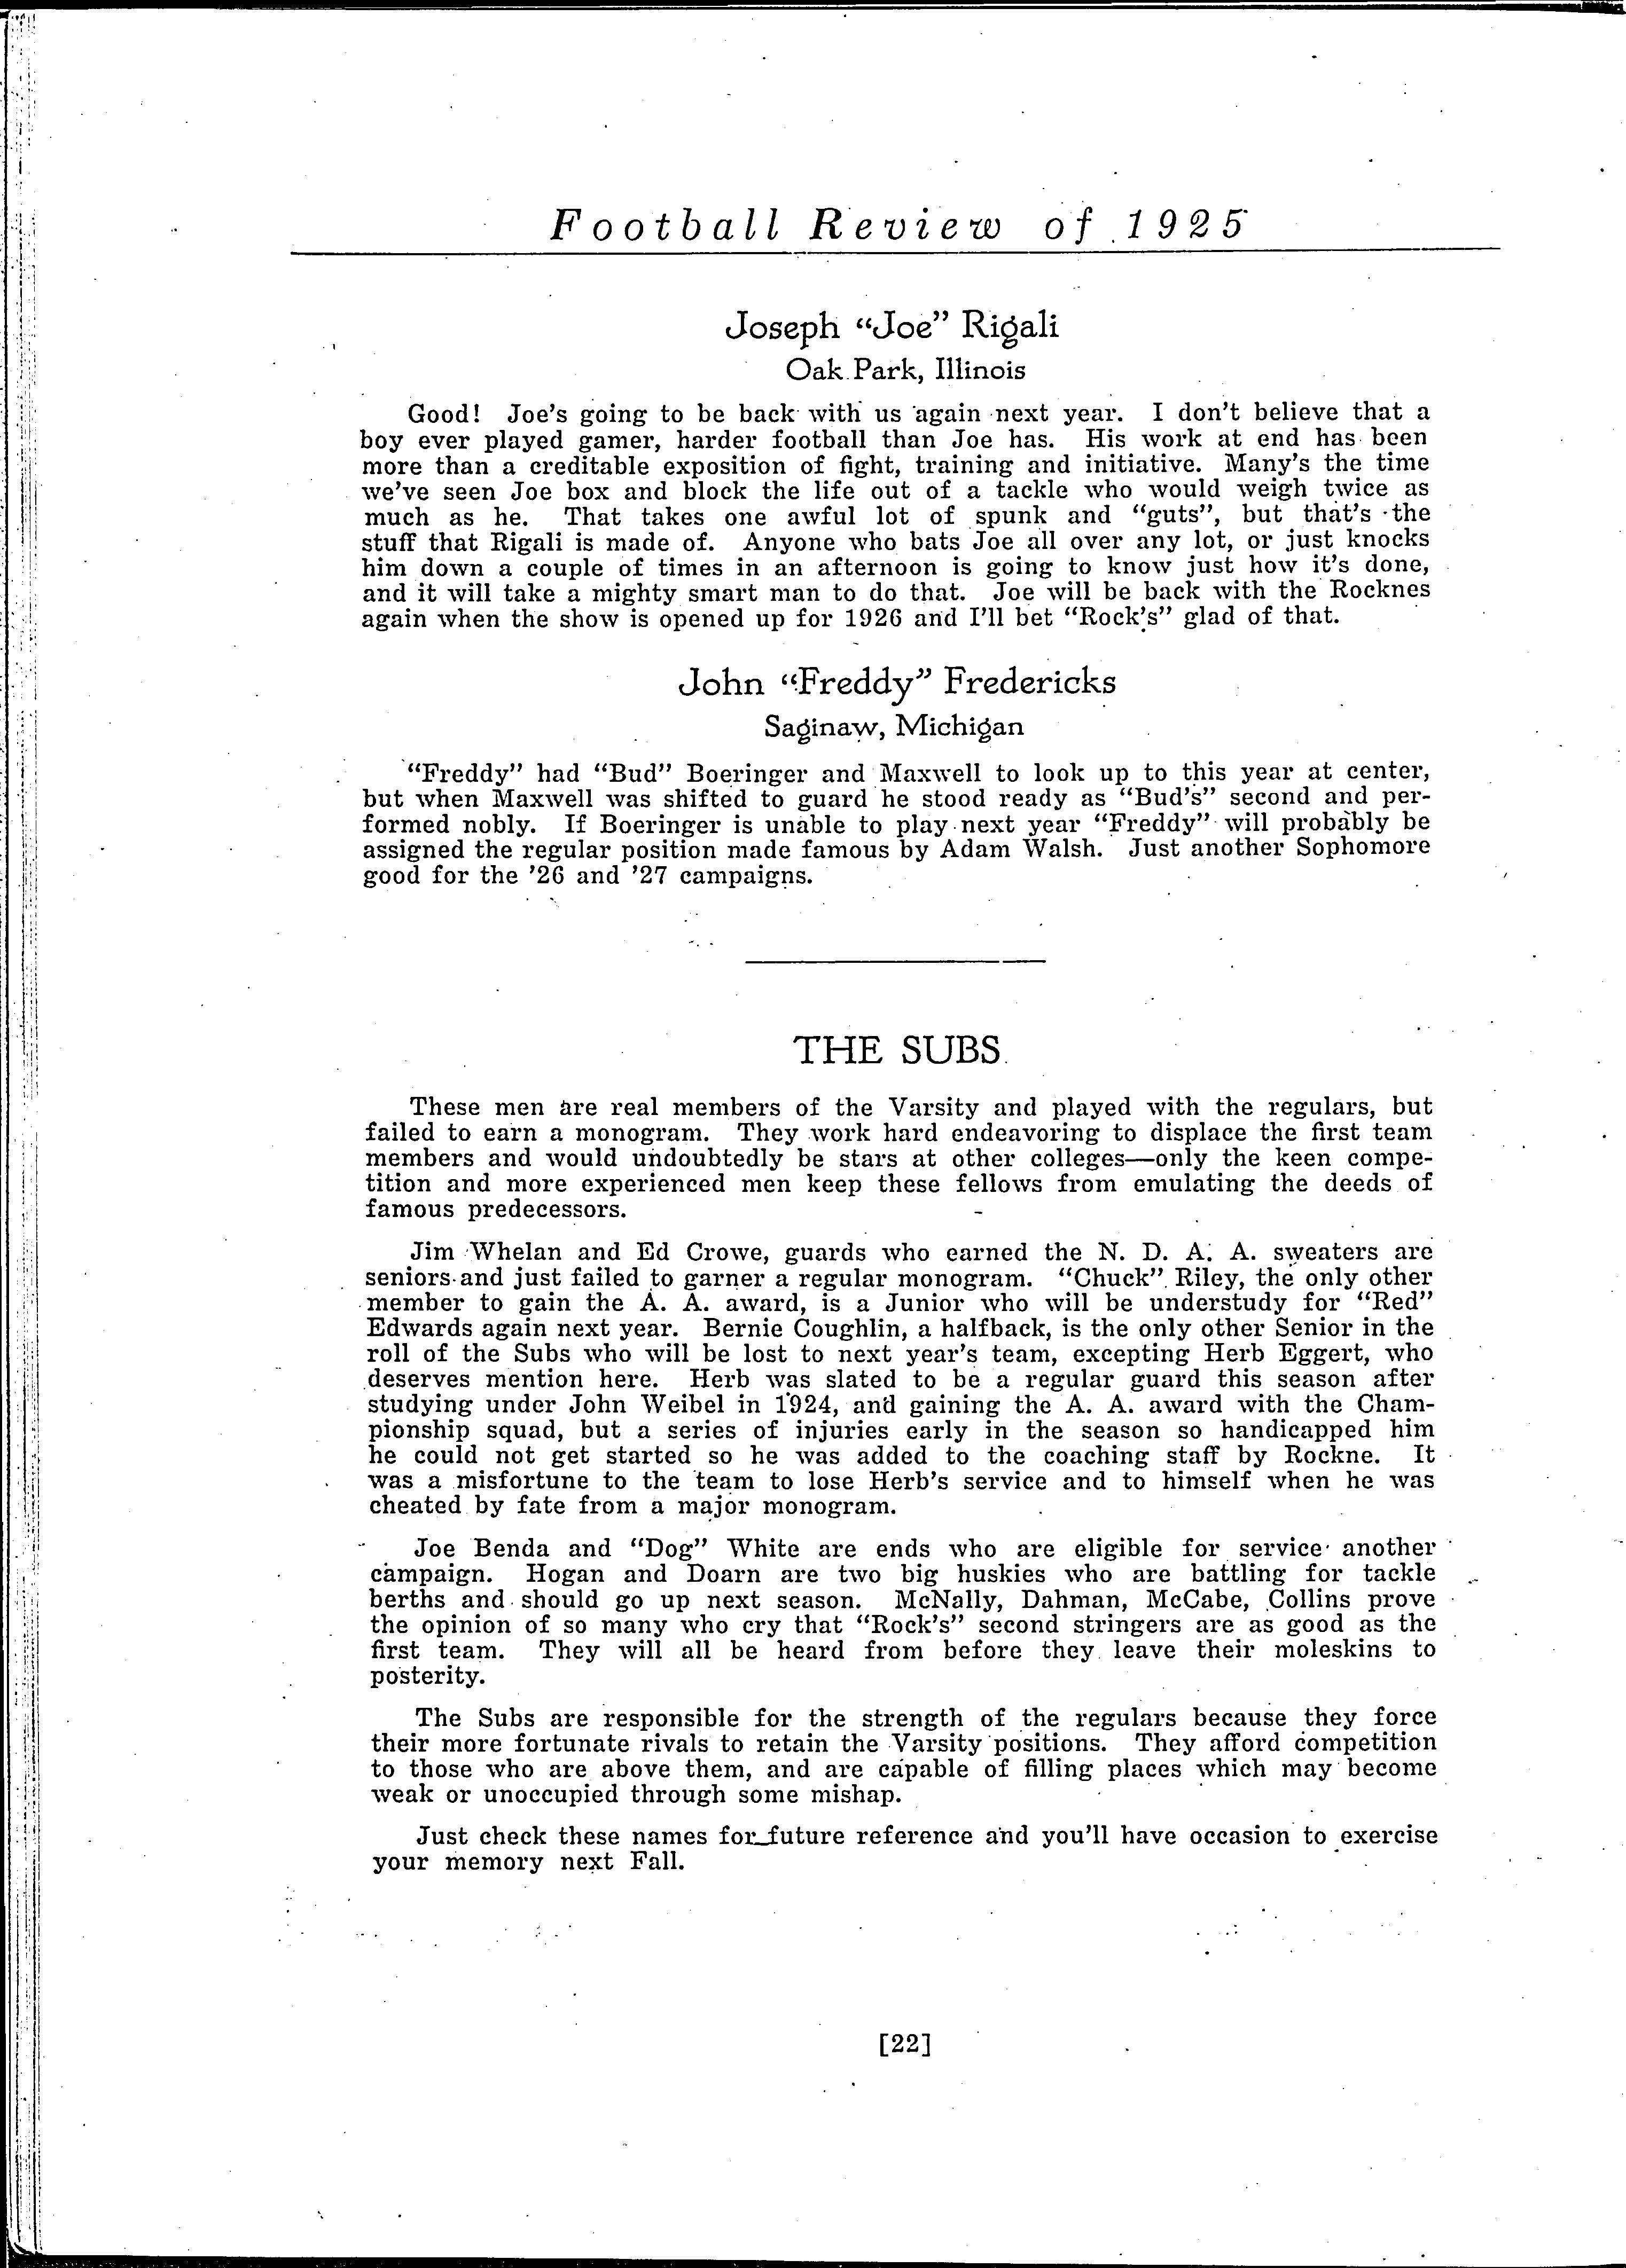 Football Review of 1925
Joseph “Joe” Rigali
Oak Park, Illinois
Good! Joe's going to be back with us again next year. I don't believe that a
boy ever played gamer, harder football than Joe has. His work at end has been
more than a creditable exposition of fight, training and initiative. Many's the time
we've seen Joe box and block the life out of a tackle who would weigh twice as
much as he. That takes one awful lot of spunk and “guts”, but that's the
stuff that Rigali is made of. Anyone who bats Joe all over any lot, or just knocks
him down a couple of times in an afternoon is going to know just how it's done,
and it will take a mighty smart man to do that. Joe will be back with the Rocknes
again when the show is opened up for 1926 and I'll bet “Rock's” glad of that.
John “Freddy” Fredericks
Saginaw, Michigan
“Freddy” had “Bud” Boeringer and Maxwell to look up to this year at center,
but when Maxwell was shifted to guard he stood ready as “Bud's” second and per-
formed nobly. If Boeringer is unable to play next year “Freddy” will probably be
assigned the regular position made famous by Adam Walsh. Just another Sophomore
good for the '26 and '27 campaigns.
THE SUBS
These men are real members of the Varsity and played with the regulars, but
failed to earn a monogram. They work hard endeavoring to displace the first team
members and would undoubtedly be stars at other colleges—only the keen compe-
tition and more experienced men keep these fellows from emulating the deeds of
famous predecessors.
Jim Whelan and Ed Crowe, guards who earned the N. D. A. A. sweaters are
seniors and just failed to garner a regular monogram. “Chuck” Riley, the only other
member to gain the A. A. award, is a Junior who will be understudy for “Red”
Edwards again next year. Bernie Coughlin, a halfback, is the only other Senior in the
roll of the Subs who will be lost to next year's team, excepting Herb Eggert, who
deserves mention here. Herb was slated to be a regular guard this season after
studying under John Weibel in 1924, and gaining the A. A. award with the Cham-
pionship squad, but a series of injuries early in the season so handicapped him
he could not get started so he was added to the coaching staff by Rockne. It
was a misfortune to the team to lose Herb's service and to himself when he was
cheated by fate from a major monogram.
Joe Benda and “Dog” White are ends who are eligible for service another
campaign. Hogan and Doarn are two big huskies who are battling for tackle
berths and should go up next season. McNally, Dahman, McCabe, Collins prove
the opinion of so many who cry that “Rock's” second stringers are as good as the
first team. They will all be heard from before they leave their moleskins to
posterity.
The Subs are responsible for the strength of the regulars because they force
their more fortunate rivals to retain the Varsity positions. They afford competition
to those who are above them, and are capable of filling places which may become
weak or unoccupied through some mishap.
Just check these names for future reference and you'll have occasion to exercise
your memory next Fall.
[22]